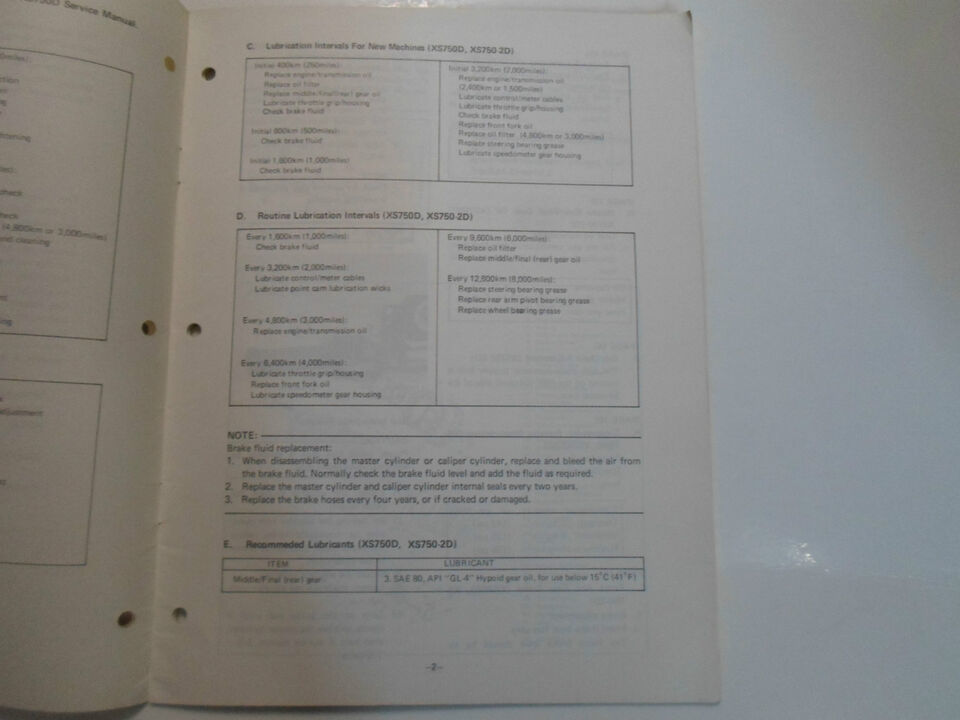 Service Manual.
C. Lubrication Intervals For New Machines (XS750D, XS750-2D)
Initial 400km (250miles):
Replace engine/transmission oil
Replace oil filter
Replace middle/final(rear) gear oil
Lubricate throttle grip/housing
Check brake fluid
Initial 800km (500miles)
Check brake fluid
Initial 1,600km (1,000miles)
Check brake fluid
Initial 3,200km (2,000miles):
Replace engine/transmission oil
(2,400km or 1,500miles)
Lubricate control/meter cables
Lubricate throttle grip/housing
Check brake fluid
Replace front fork oil
Replace oil filter (4,800km or 3,000miles)
Replace steering bearing grease
Lubricate speedometer gear housing
D. Routine Lubrication Intervals (XS750D, XS750-2D)
Every 1,600km (1,000miles):
Check brake fluid
Every 3,200km (2,000miles):
Lubricate control/meter cables
Lubricate point cam lubrication wicks
Every 4,800km (3,000miles):
Replace engine/transmission oil
Every 6,400km (4,000miles):
Lubricate throttle grip/housing
Replace front fork oil
Lubricate speedometer gear housing
Every 9,600km (6,000miles):
Replace oil filter
Replace middle/final (rear) gear oil
Every 12,800km (8,000miles):
Replace steering bearing grease
Replace rear arm pivot bearing grease
Replace wheel bearing grease
NOTE:
Brake fluid replacement:
1. When disassembling the master cylinder or caliper cylinder, replace and bleed the air from
the brake fluid. Normally check the brake fluid level and add the fluid as required.
2. Replace the master cylinder and caliper cylinder internal seals every two years.
3. Replace the brake hoses every four years, or if cracked or damaged.
E. Recommeded Lubricants (XS750D, XS750-2D)
ITEM LUBRICANT
Middle/Final (rear) gear 3. SAE 80, API "GL-4" Hypoid gear oil, for use below 15°C (41°F)
-2-
check
(4,800km or 3,000miles)
and cleaning
adjustment